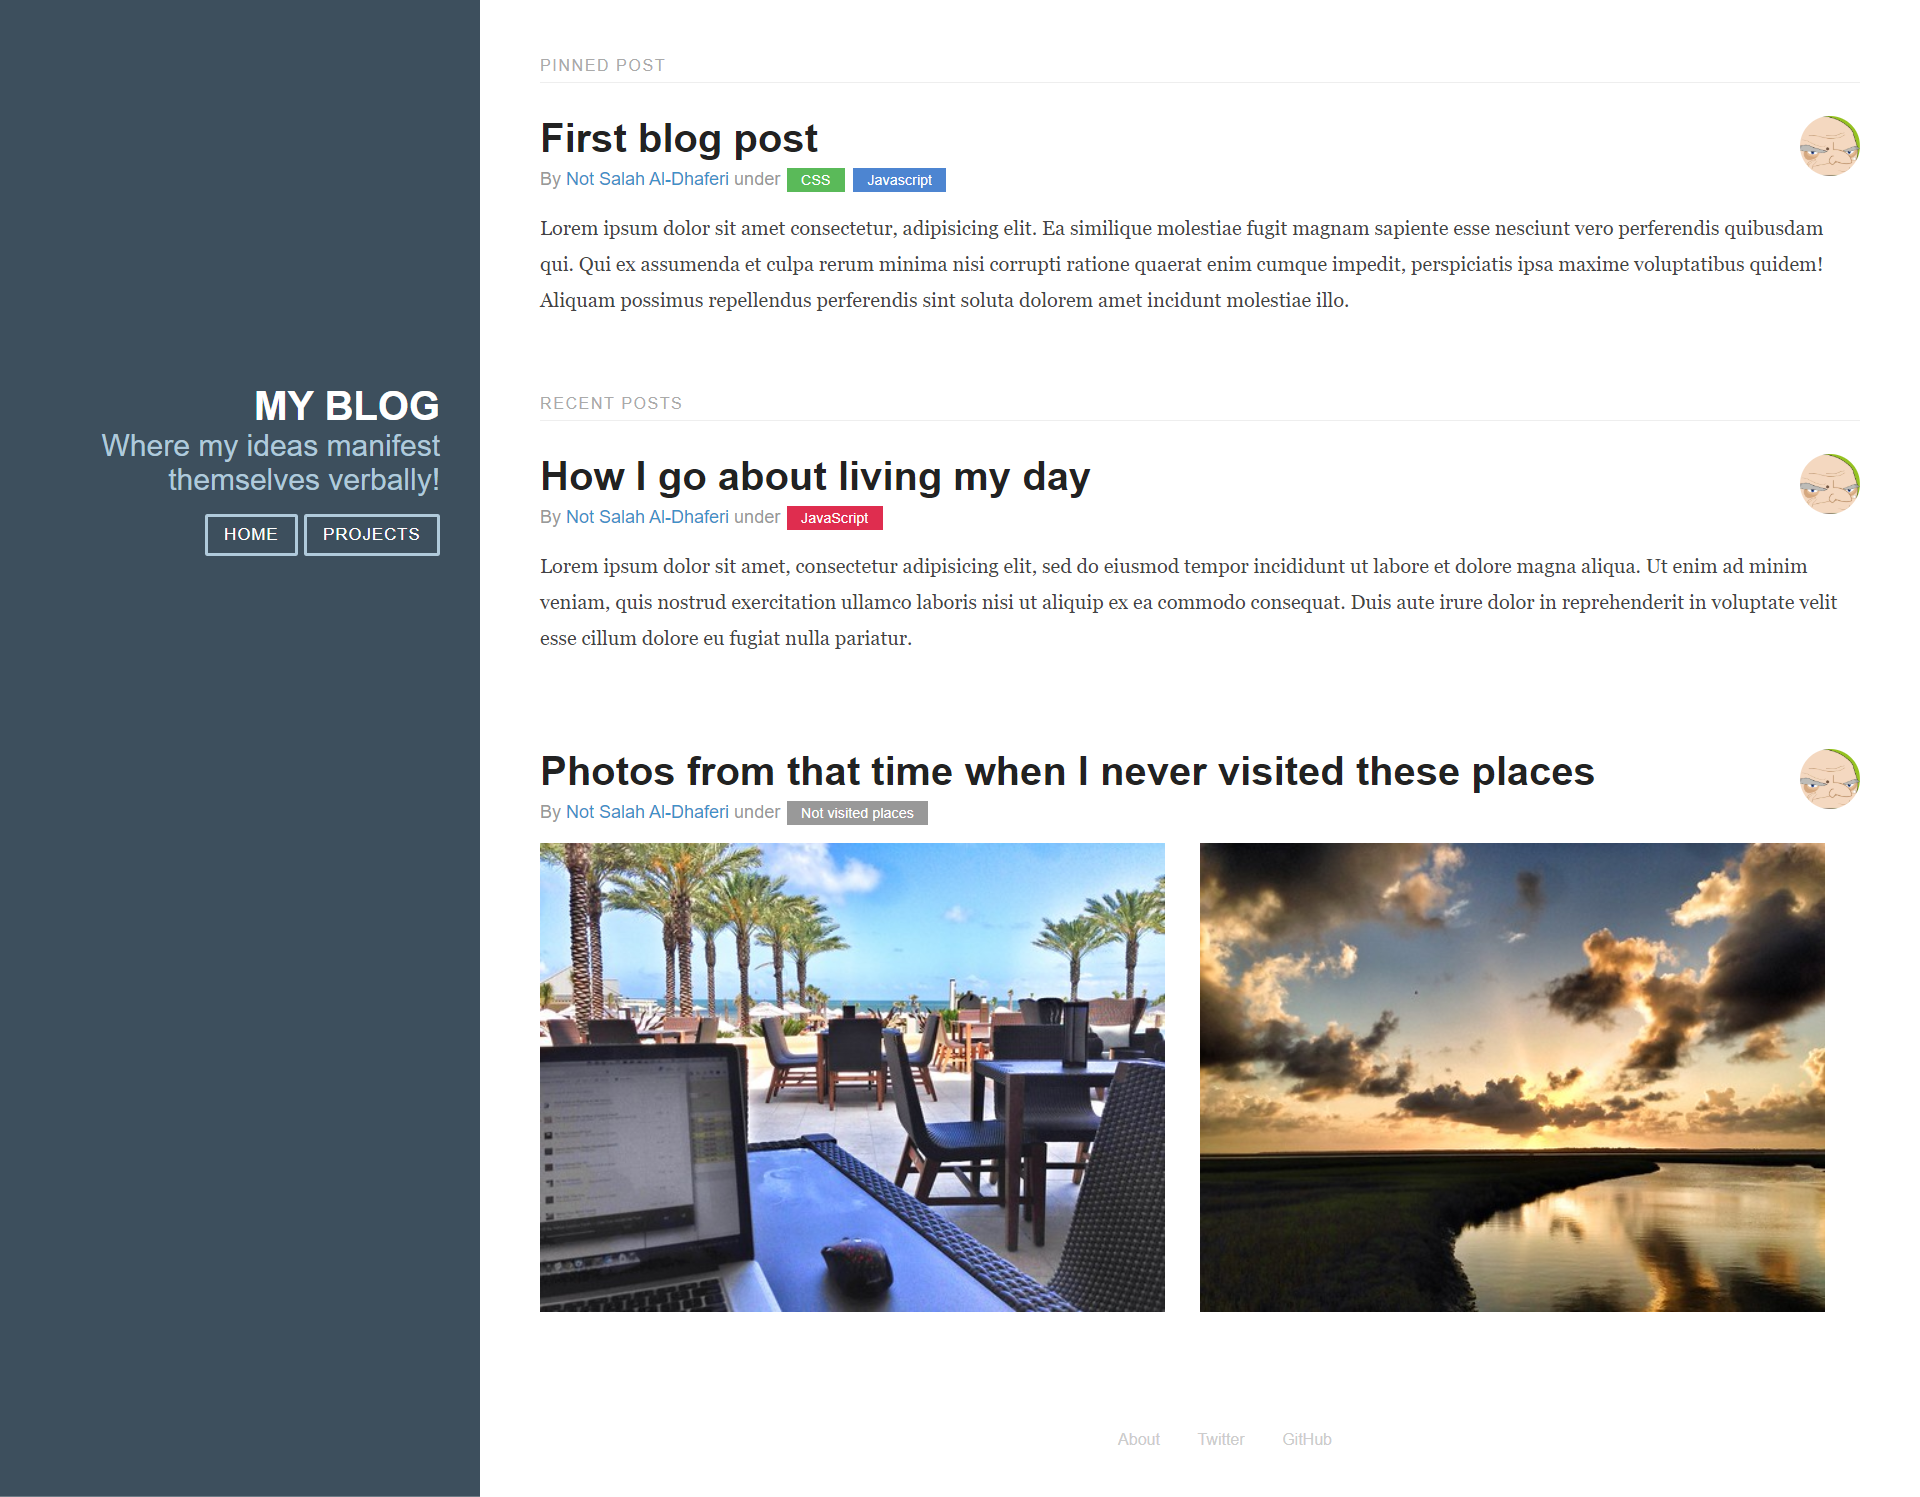 MY BLOG
Where my ideas manifest
themselves verbally!
HOME
PROJECTS
PINNED POST
First blog post
By Not Salah Al-Dhaferi under CSS Javascript
Lorem ipsum dolor sit amet consectetur, adipisicing elit. Ea similique molestiae fugit magnam sapiente esse nesciunt vero perferendis quibusdam
qui. Qui ex assumenda et culpa rerum minima nisi corrupti ratione quaerat enim cumque impedit, perspiciatis ipsa maxime voluptatibus quidem!
Aliquam possimus repellendus perferendis sint soluta dolorem amet incidunt molestiae illo.
RECENT POSTS
How I go about living my day
By Not Salah Al-Dhaferi under JavaScript
Lorem ipsum dolor sit amet, consectetur adipisicing elit, sed do eiusmod tempor incididunt ut labore et dolore magna aliqua. Ut enim ad minim
veniam, quis nostrud exercitation ullamco laboris nisi ut aliquip ex ea commodo consequat. Duis aute irure dolor in reprehenderit in voluptate velit
esse cillum dolore eu fugiat nulla pariatur.
Photos from that time when I never visited these places
By Not Salah Al-Dhaferi under Not visited places
About Twitter GitHub